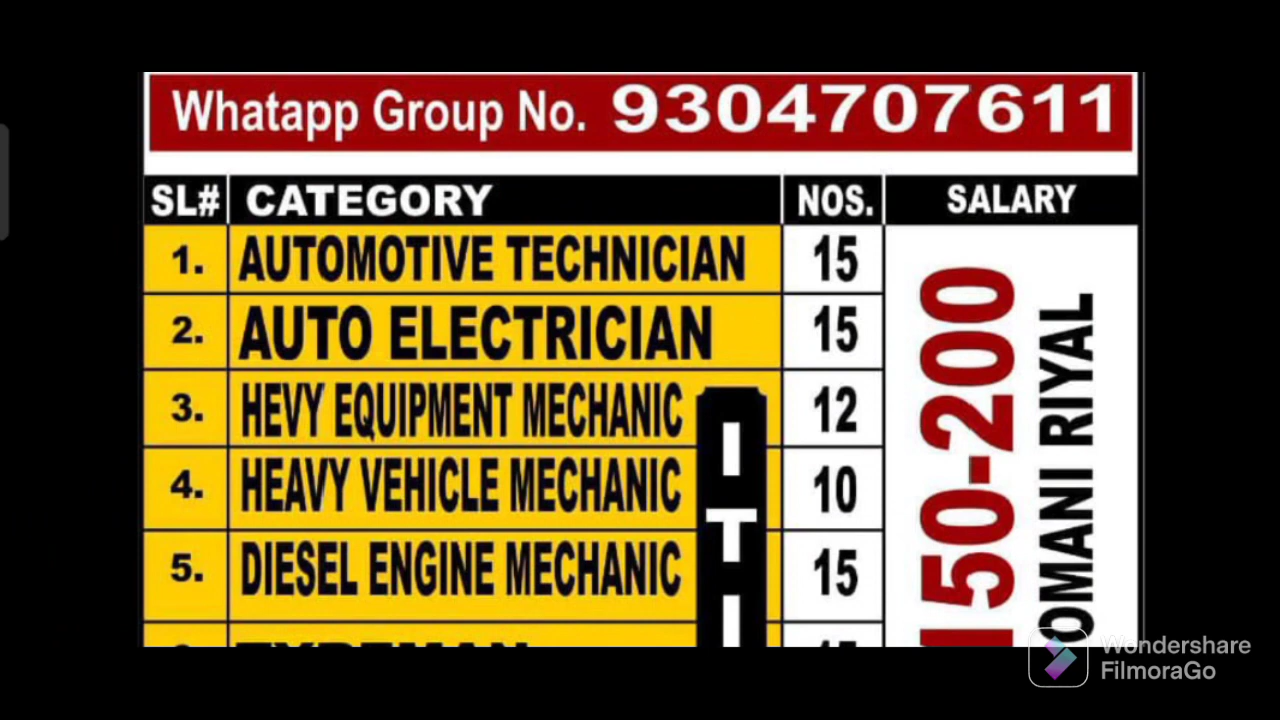 Whatapp Group No. 9304707611
SL# CATEGORY NOS. SALARY
1. AUTOMOTIVE TECHNICIAN 15
2. AUTO ELECTRICIAN 15
3. HEVY EQUIPMENT MECHANIC 12
4. HEAVY VEHICLE MECHANIC 10
5. DIESEL ENGINE MECHANIC 15
ITI
150-200
OMANI RIYAL
Wondershare
FilmoraGo